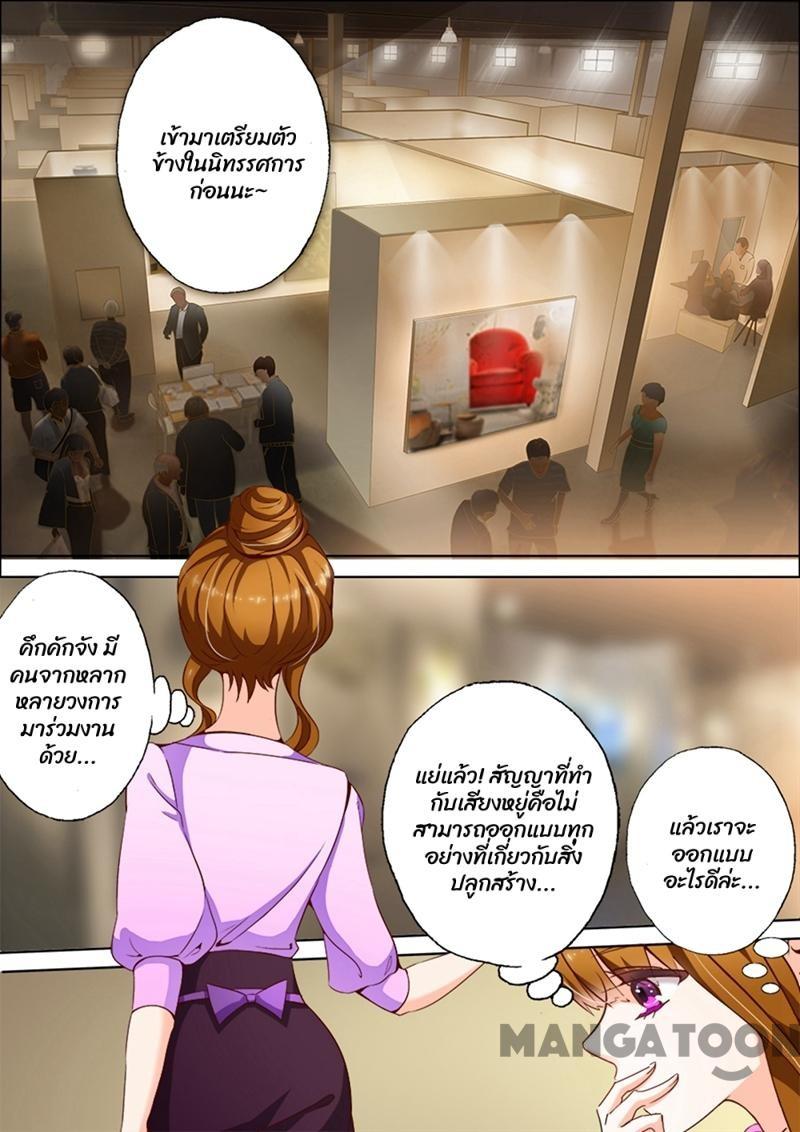 เข้ามาเตรียมตัว
ข้างในนิทรรศการ
ก่อนนะ~
คึกคักจัง มี
คนจากหลาก
หลายวงการ
มาร่วมงาน
ด้วย...
แย่แล้ว! สัญญาที่ทำ
กับเสียงหยู่คือไม่
สามารถออกแบบทุก
อย่างที่เกี่ยวกับสิ่ง
ปลูกสร้าง...
แล้วเราจะ
ออกแบบ
อะไรดีล่ะ...
MANGATOON